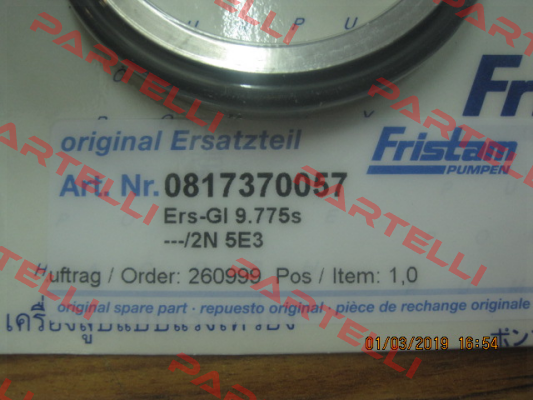 original Ersatzteil
Fristam
PUMPEN
Art. Nr. 0817370057
Ers-Gl 9.775s
---/2N 5E3
Auftrag / Order: 260999 Pos / Item: 1,0
original spare part · repuesto original · pièce de rechange originale
01/03/2019 16:54
PARTELLI